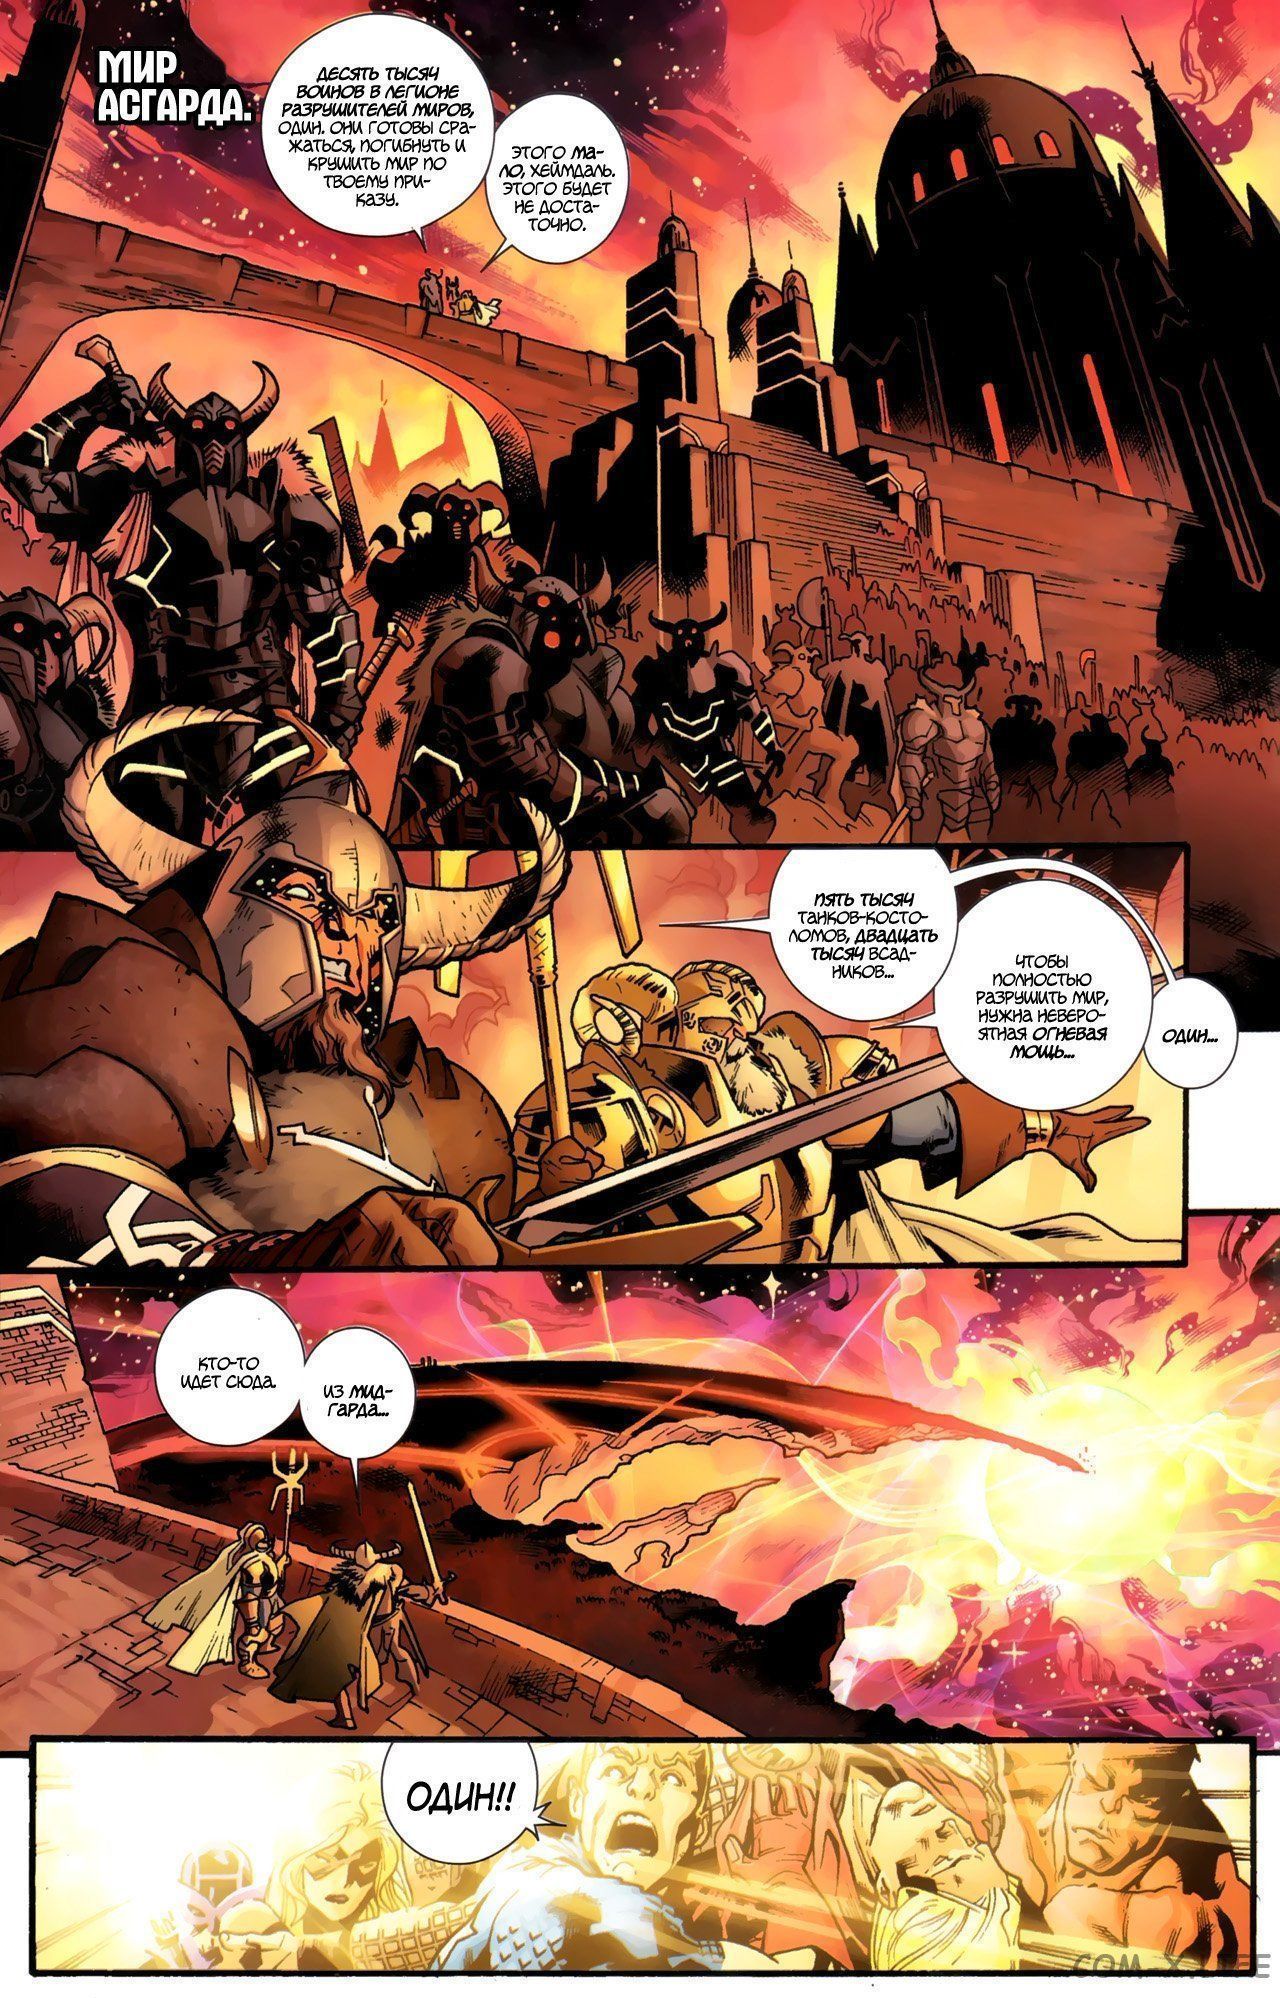 МИР
АСГАРДА.
ДЕСЯТЬ ТЫСЯЧ
ВОИНОВ В ЛЕГИОНЕ
РАЗРУШИТЕЛЕЙ МИРОВ,
ОДИН. ОНИ ГОТОВЫ СРА-
ЖАТЬСЯ, ПОГИБНУТЬ И
КРУШИТЬ МИР ПО
ТВОЕМУ ПРИ-
КАЗУ.
ЭТОГО МА-
ЛО, ХЕЙМДАЛЬ.
ЭТОГО БУДЕТ
НЕ ДОСТА-
ТОЧНО.
ПЯТЬ ТЫСЯЧ
ТАНКОВ-КОСТО-
ЛОМОВ, ДВАДЦАТЬ
ТЫСЯЧ ВСАД-
НИКОВ...
ЧТОБЫ
ПОЛНОСТЬЮ
РАЗРУШИТЬ МИР,
НУЖНА НЕВЕРО-
ЯТНАЯ ОГНЕВАЯ
МОЩЬ...
ОДИН...
КТО-ТО
ИДЕТ СЮДА.
ИЗ МИД-
ГАРДА...
ОДИН!!